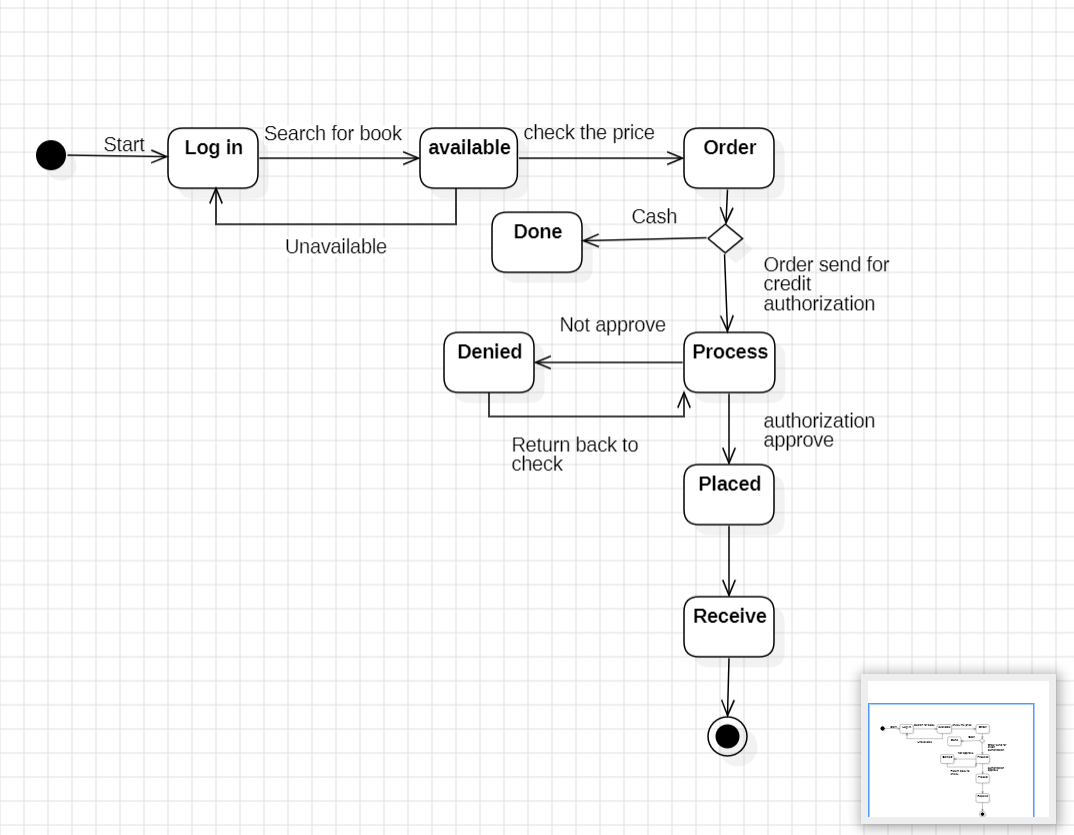 Start
Log in
Search for book
available
check the price
Order
Unavailable
Done
Cash
Order send for
credit
authorization
Not approve
Denied
Process
Return back to
check
authorization
approve
Placed
Receive